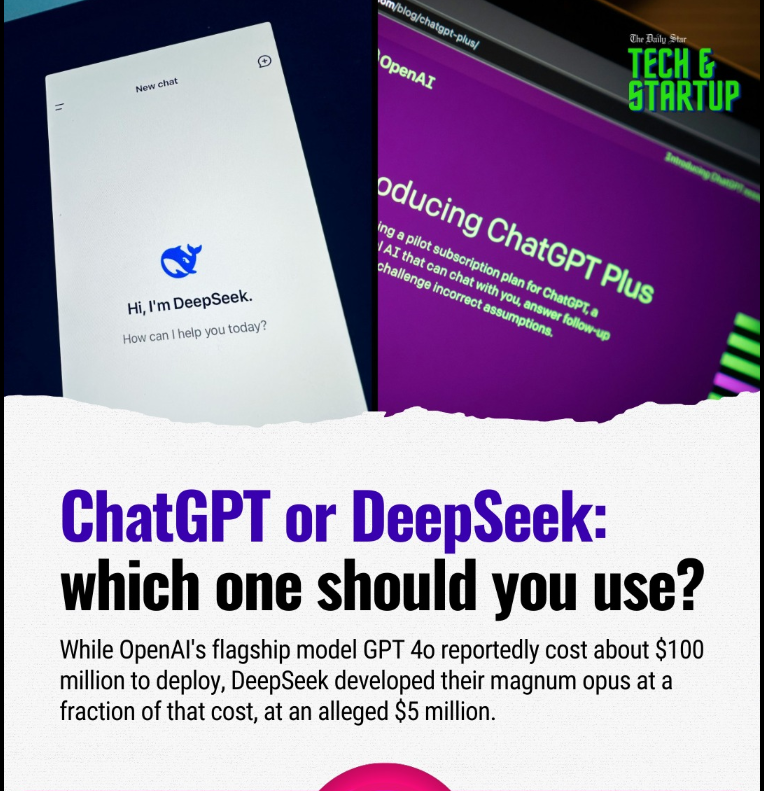 New chat
Hi, I'm DeepSeek.
How can I help you today?
om/blog/chatgpt-plus/
OpenAI
Introducing ChatGPT
oducing ChatGPT Plus
ing a pilot subscription plan for ChatGPT, a
l AI that can chat with you, answer follow-up
challenge incorrect assumptions.
The Daily Star
TECH &
STARTUP
ChatGPT or DeepSeek:
which one should you use?
While OpenAI's flagship model GPT 4o reportedly cost about $100
million to deploy, DeepSeek developed their magnum opus at a
fraction of that cost, at an alleged $5 million.